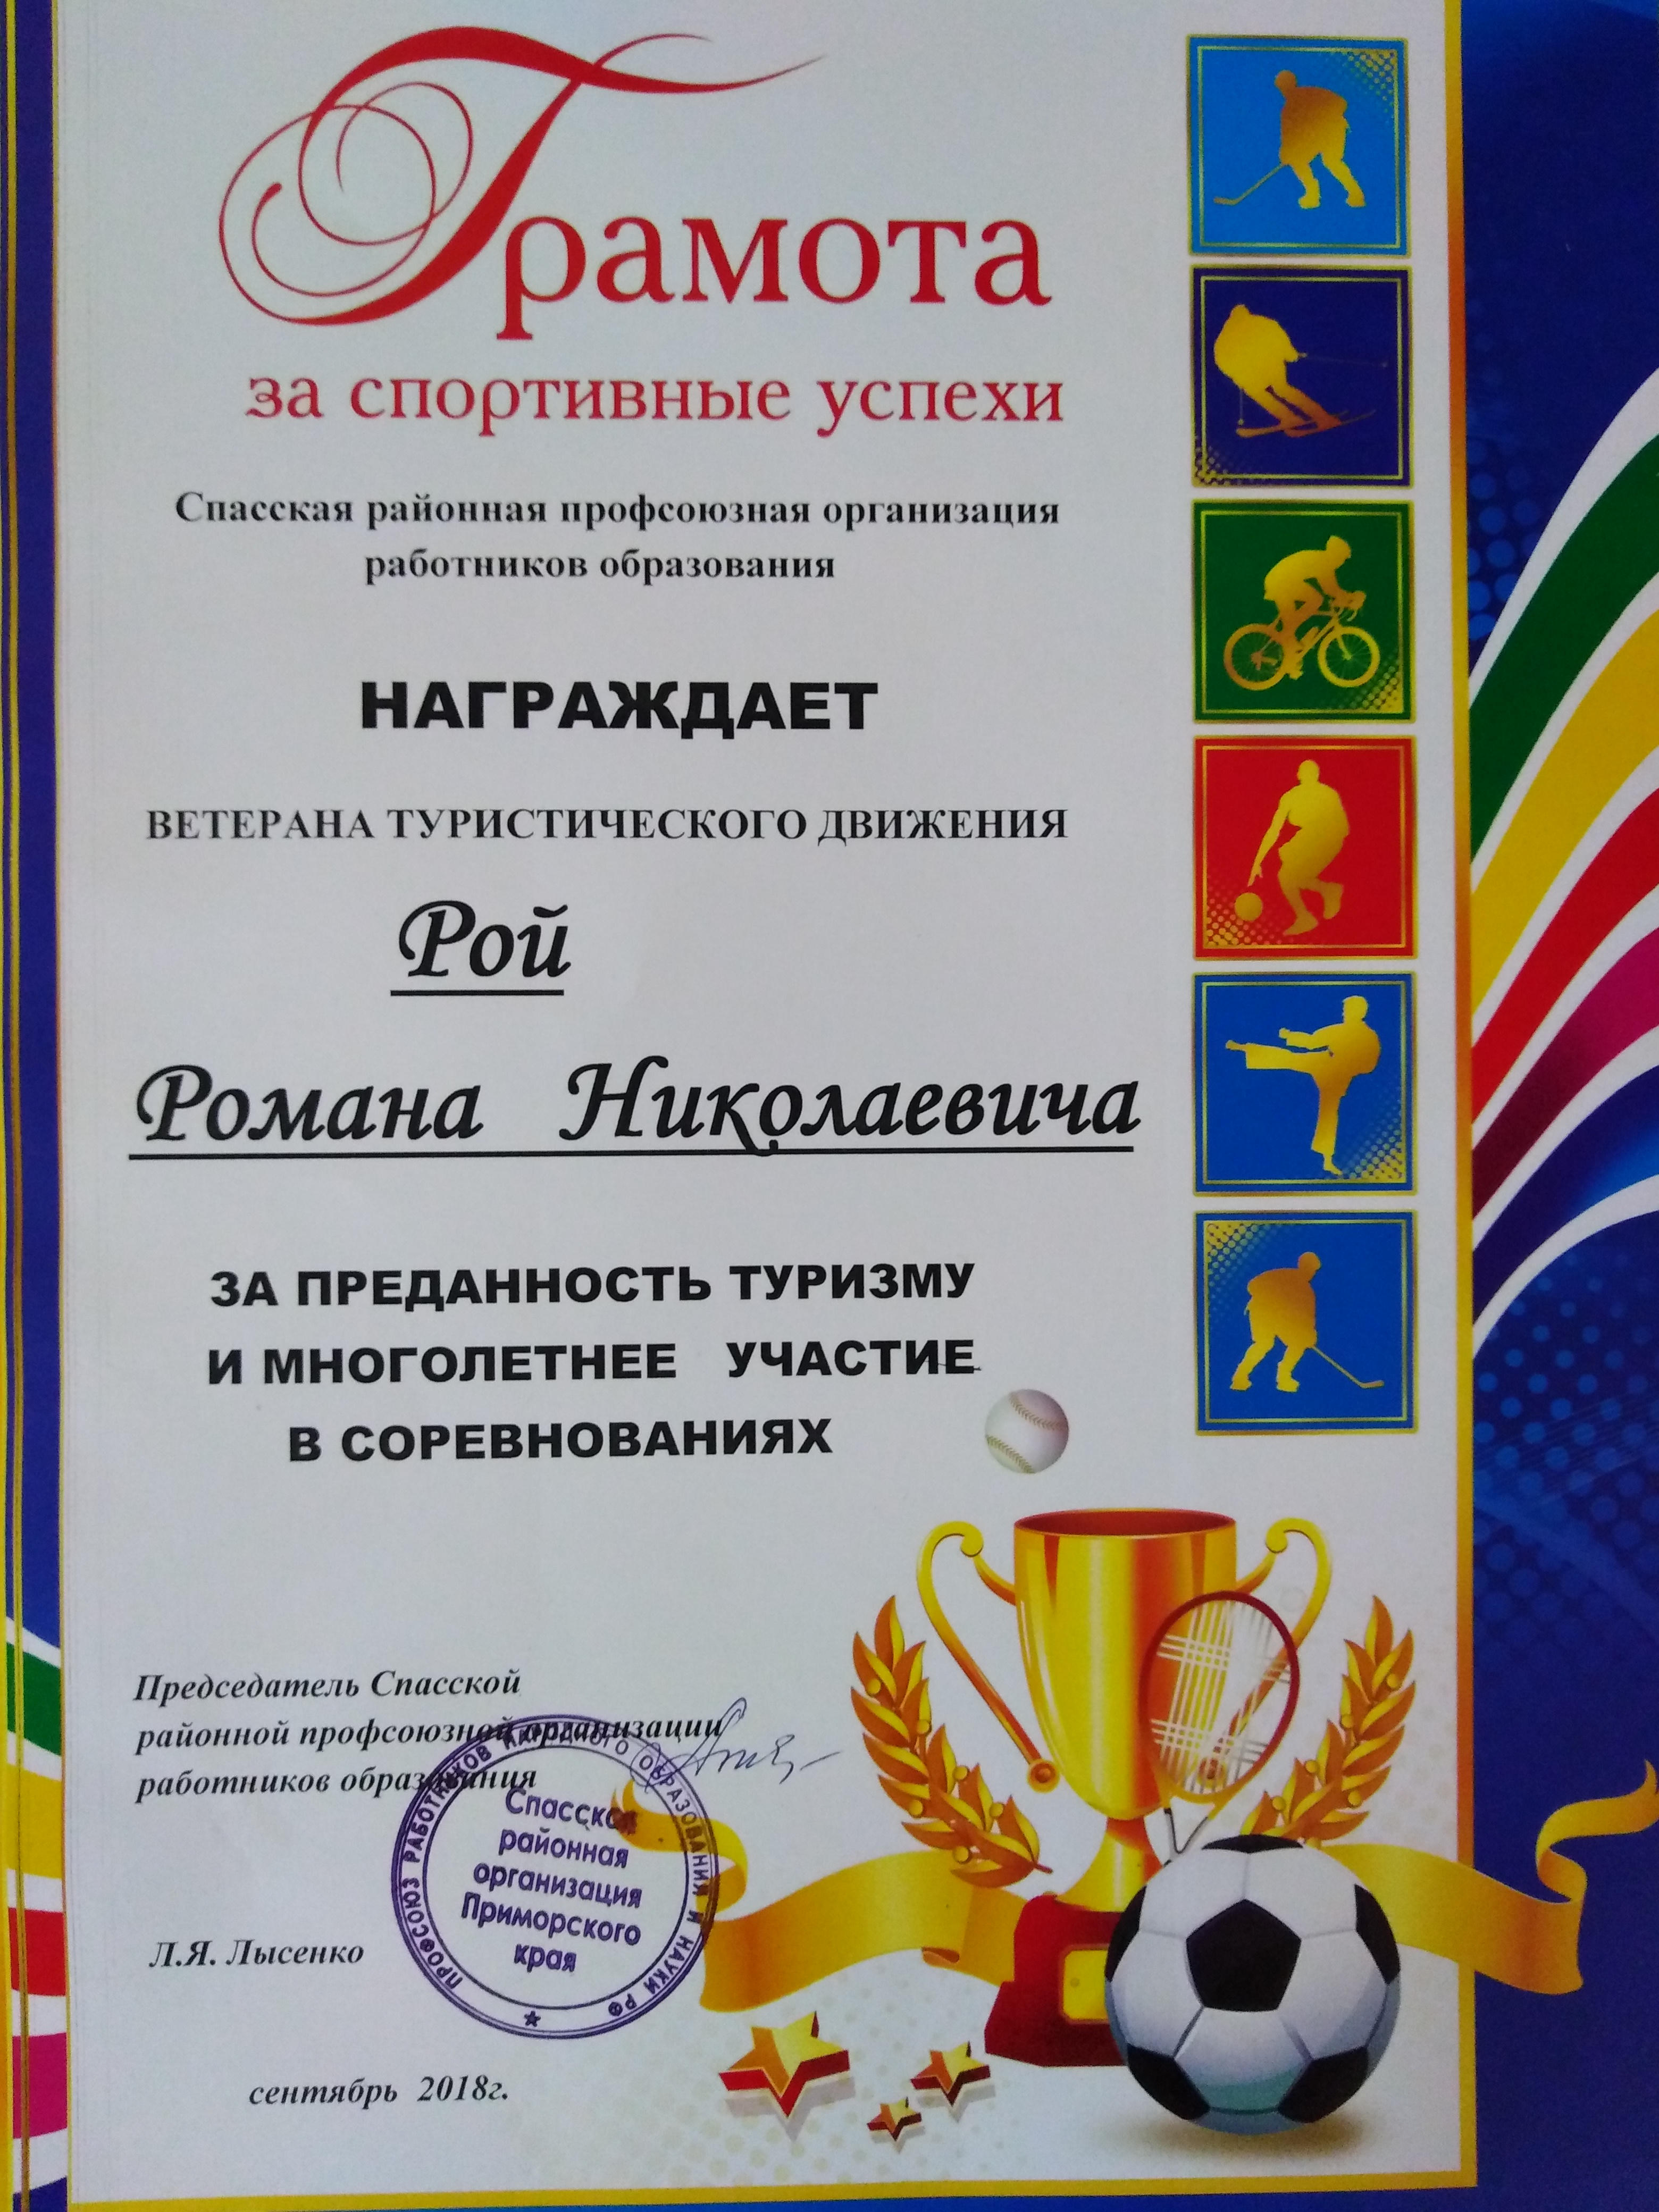 Грамота
за спортивные успехи
Спасская районная профсоюзная организация
работников образования
НАГРАЖДАЕТ
ВЕТЕРАНА ТУРИСТИЧЕСКОГО ДВИЖЕНИЯ
Рой
Романа Николаевича
ЗА ПРЕДАННОСТЬ ТУРИЗМУ
И МНОГОЛЕТНЕЕ УЧАСТИЕ
В СОРЕВНОВАНИЯХ
Председатель Спасской
районной профсоюзной организации
работников образования
ПРОФСОЮЗ РАБОТНИКОВ НАРОДНОГО ОБРАЗОВАНИЯ И НАУКИ РФ
Спасская
районная
организация
Приморского
края
Л.Я. Лысенко
сентябрь 2018г.